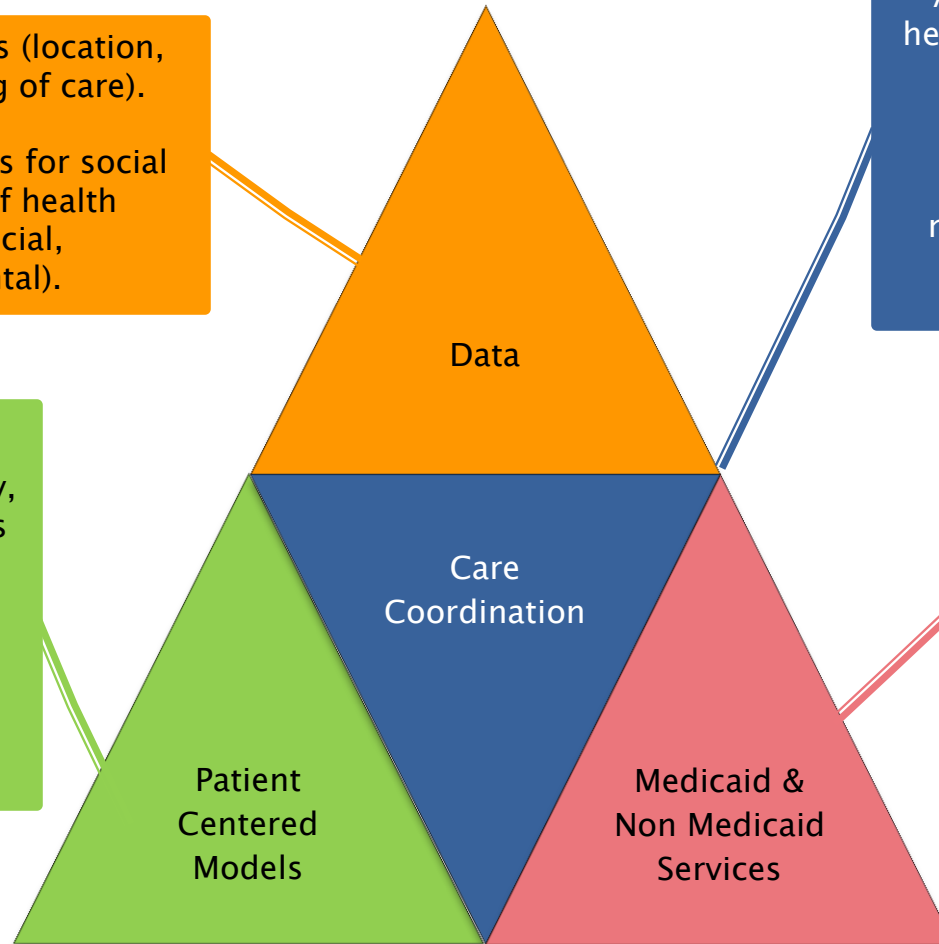 s (location,
g of care).
s for social
f health
cial,
tal).
he
Data
y,
s
Care
Coordination
Patient
Centered
Models
Medicaid &
Non Medicaid
Services